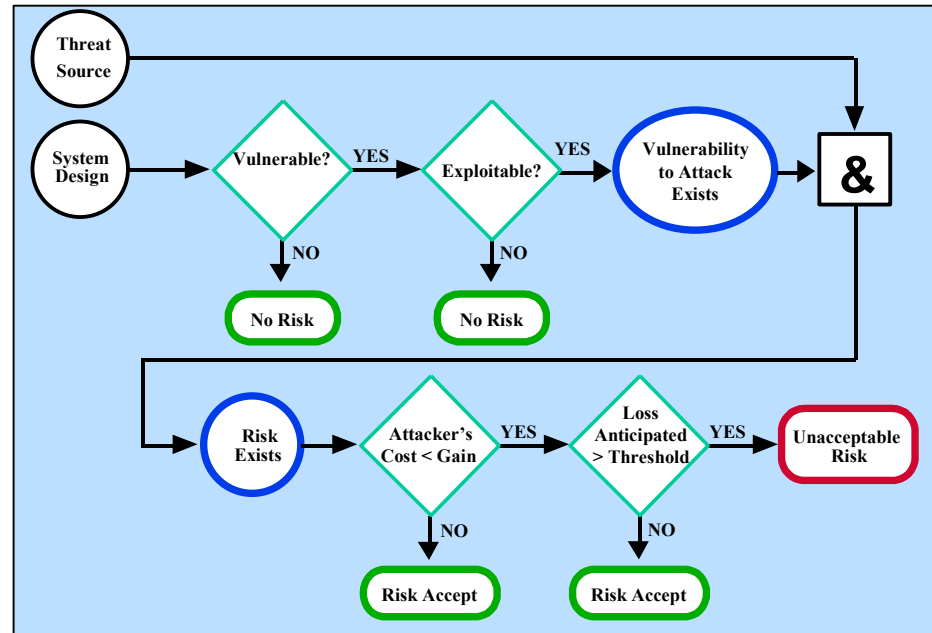 Threat
Source
System
Design
Vulnerable?
YES
NO
No Risk
Exploitable?
YES
NO
No Risk
Vulnerability
to Attack
Exists
&
Risk
Exists
Attacker's
Cost < Gain
YES
NO
Risk Accept
Loss
Anticipated
> Threshold
YES
NO
Risk Accept
Unacceptable
Risk